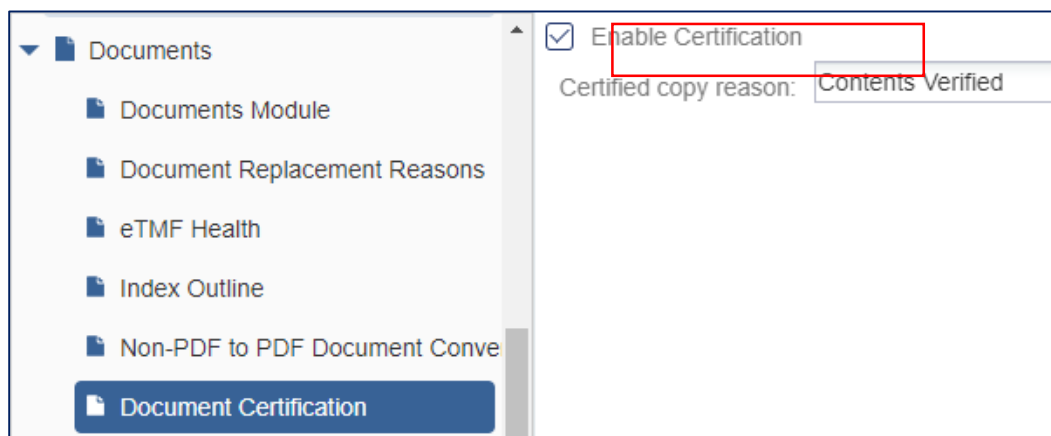 Documents
Documents Module
Document Replacement Reasons
eTMF Health
Index Outline
Non-PDF to PDF Document Conve
Document Certification
Enable Certification
Certified copy reason: Contents Verified